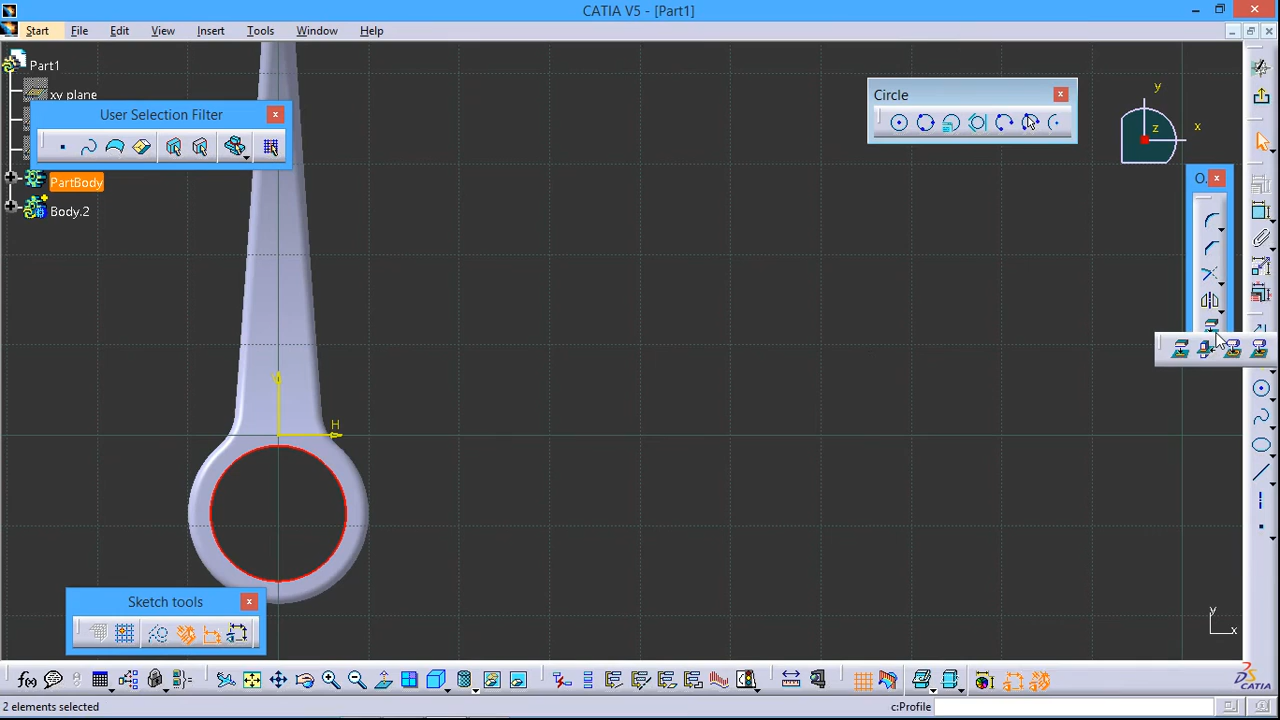 CATIA V5 - [Part1]
Start File Edit View Insert Tools Window Help
Part1
xy plane
User Selection Filter
PartBody
Body.2
Circle
y
x
z
O..
H
Sketch tools
y
x
f(x)
2 elements selected
c:Profile